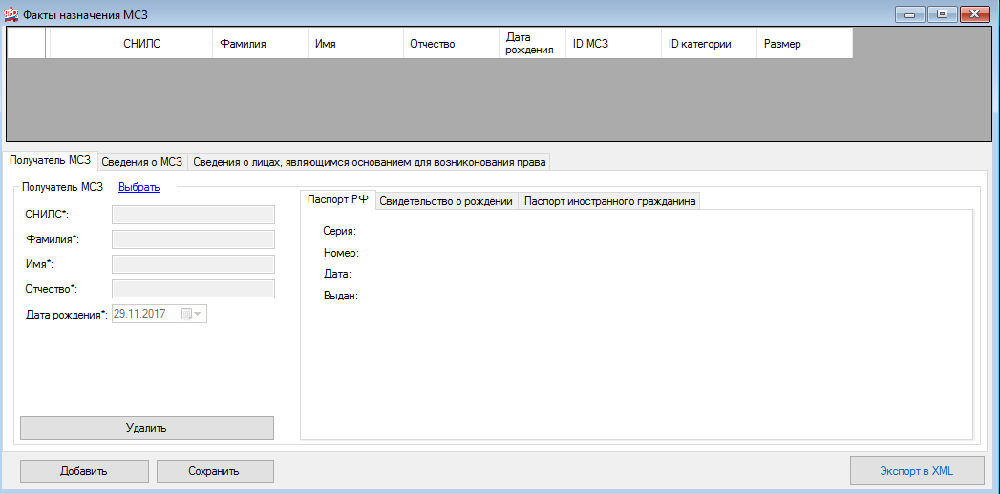 Факты назначения МСЗ
СНИЛС Фамилия Имя Отчество Дата рождения ID МСЗ ID категории Размер
Получатель МСЗ Сведения о МСЗ Сведения о лицах, являющимся основанием для возниконования права
Получатель МСЗ Выбрать
Паспорт РФ Свидетельство о рождении Паспорт иностранного гражданина
СНИЛС*:
Фамилия*:
Имя*:
Отчество*:
Дата рождения*: 29.11.2017
Серия:
Номер:
Дата:
Выдан:
Удалить
Добавить Сохранить Экспорт в XML